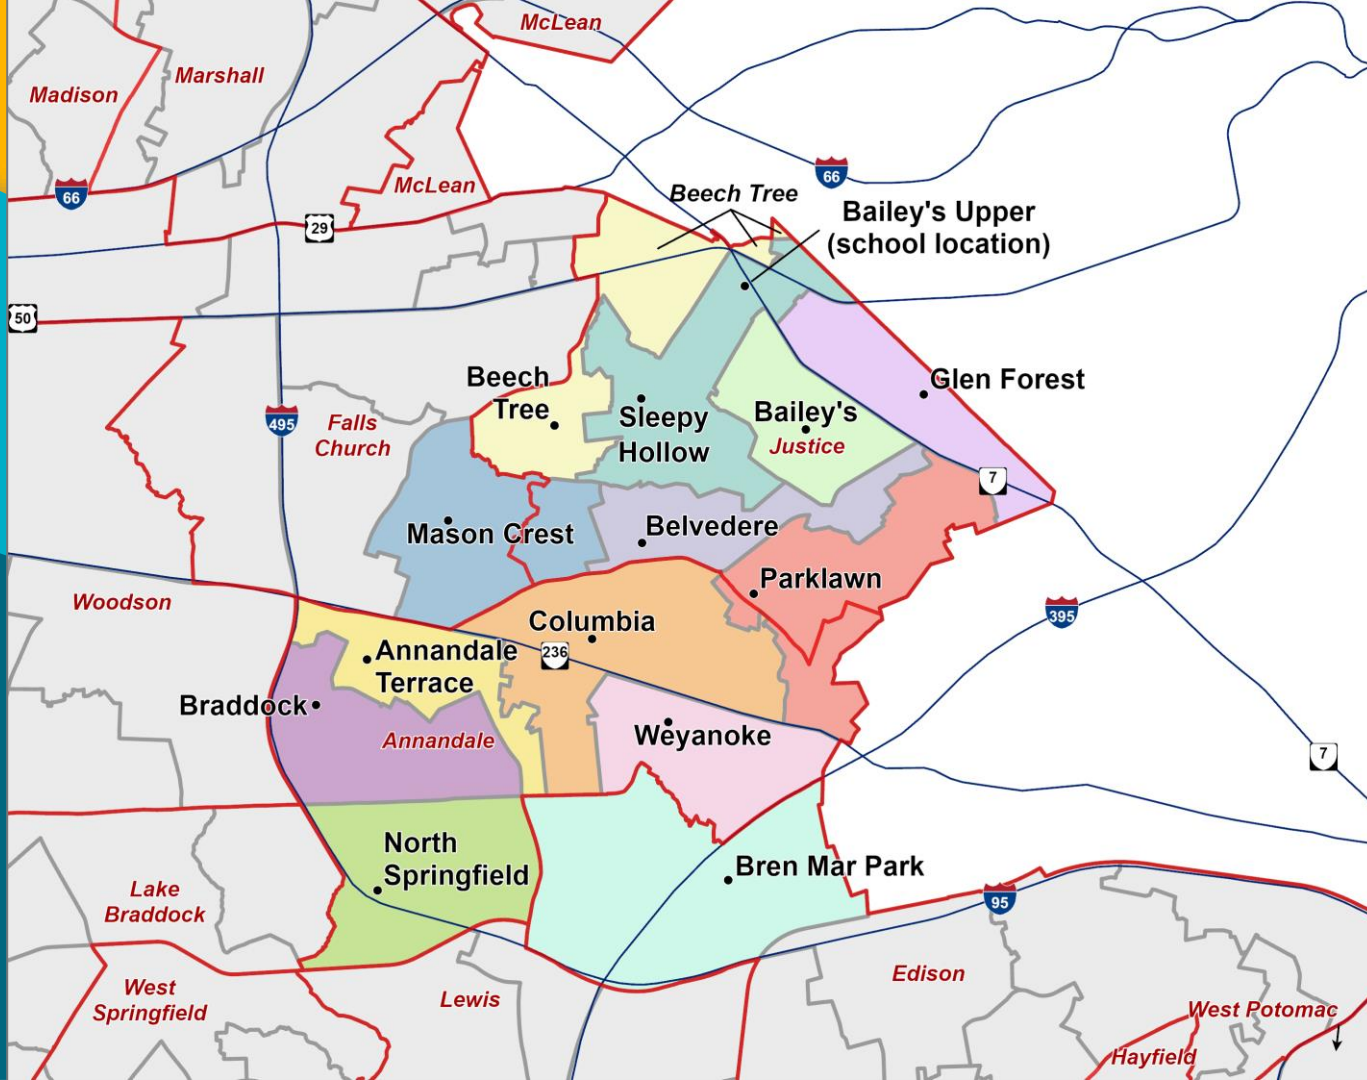 McLean
Marshall
Madison
66
McLean
66
Beech Tree
Bailey's Upper
(school location)
29
50
Beech
Tree
Glen Forest
495
Falls
Church
Sleepy
Hollow
Bailey's
Justice
7
Mason Crest
Belvedere
Parklawn
Woodson
Columbia
395
236
Annandale
Terrace
Braddock
Annandale
Weyanoke
7
North
Springfield
Bren Mar Park
Lake
Braddock
95
Edison
West
Springfield
Lewis
West Potomac
Hayfield